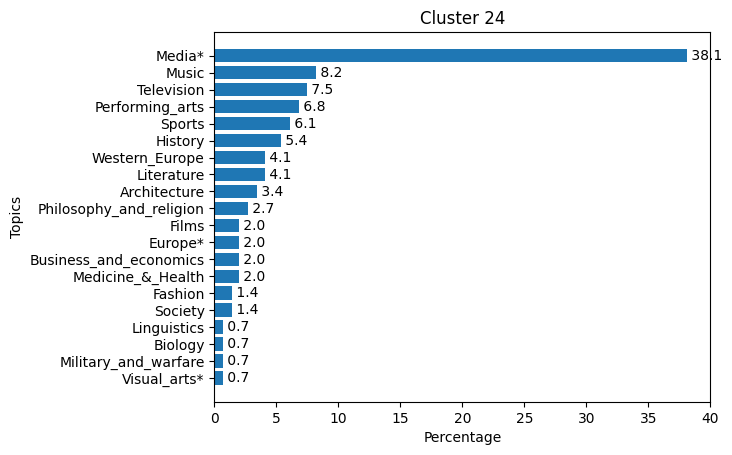 Cluster 24
Topics
Media* 38.1
Music 8.2
Television 7.5
Performing_arts 6.8
Sports 6.1
History 5.4
Western_Europe 4.1
Literature 4.1
Architecture 3.4
Philosophy_and_religion 2.7
Films 2.0
Europe* 2.0
Business_and_economics 2.0
Medicine_&_Health 2.0
Fashion 1.4
Society 1.4
Linguistics 0.7
Biology 0.7
Military_and_warfare 0.7
Visual_arts* 0.7
0 5 10 15 20 25 30 35 40
Percentage